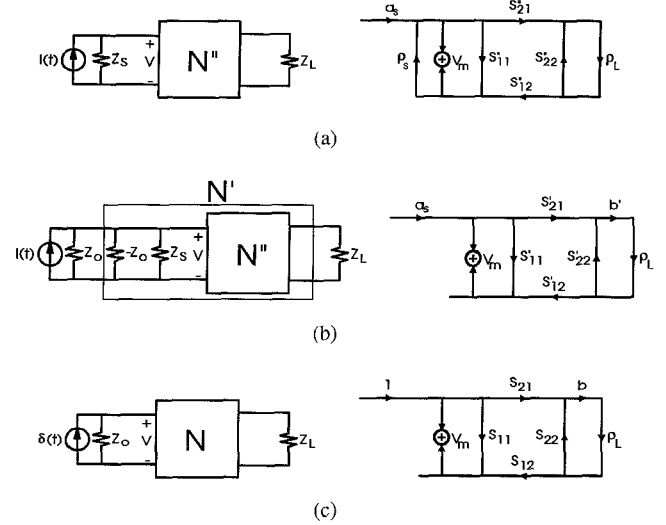 I(t) Z_S + V - N'' Z_L a_s ρ_s V_m S''_11 S''_21 S''_22 S''_12 ρ_L
(a)
N'
I(t) Z_o -Z_o Z_S + V - N'' Z_L a_s V_m S'_11 S'_21 S'_22 S'_12 b' ρ_L
(b)
δ(t) Z_o + V - N Z_L 1 V_m S_11 S_21 S_22 S_12 b ρ_L
(c)